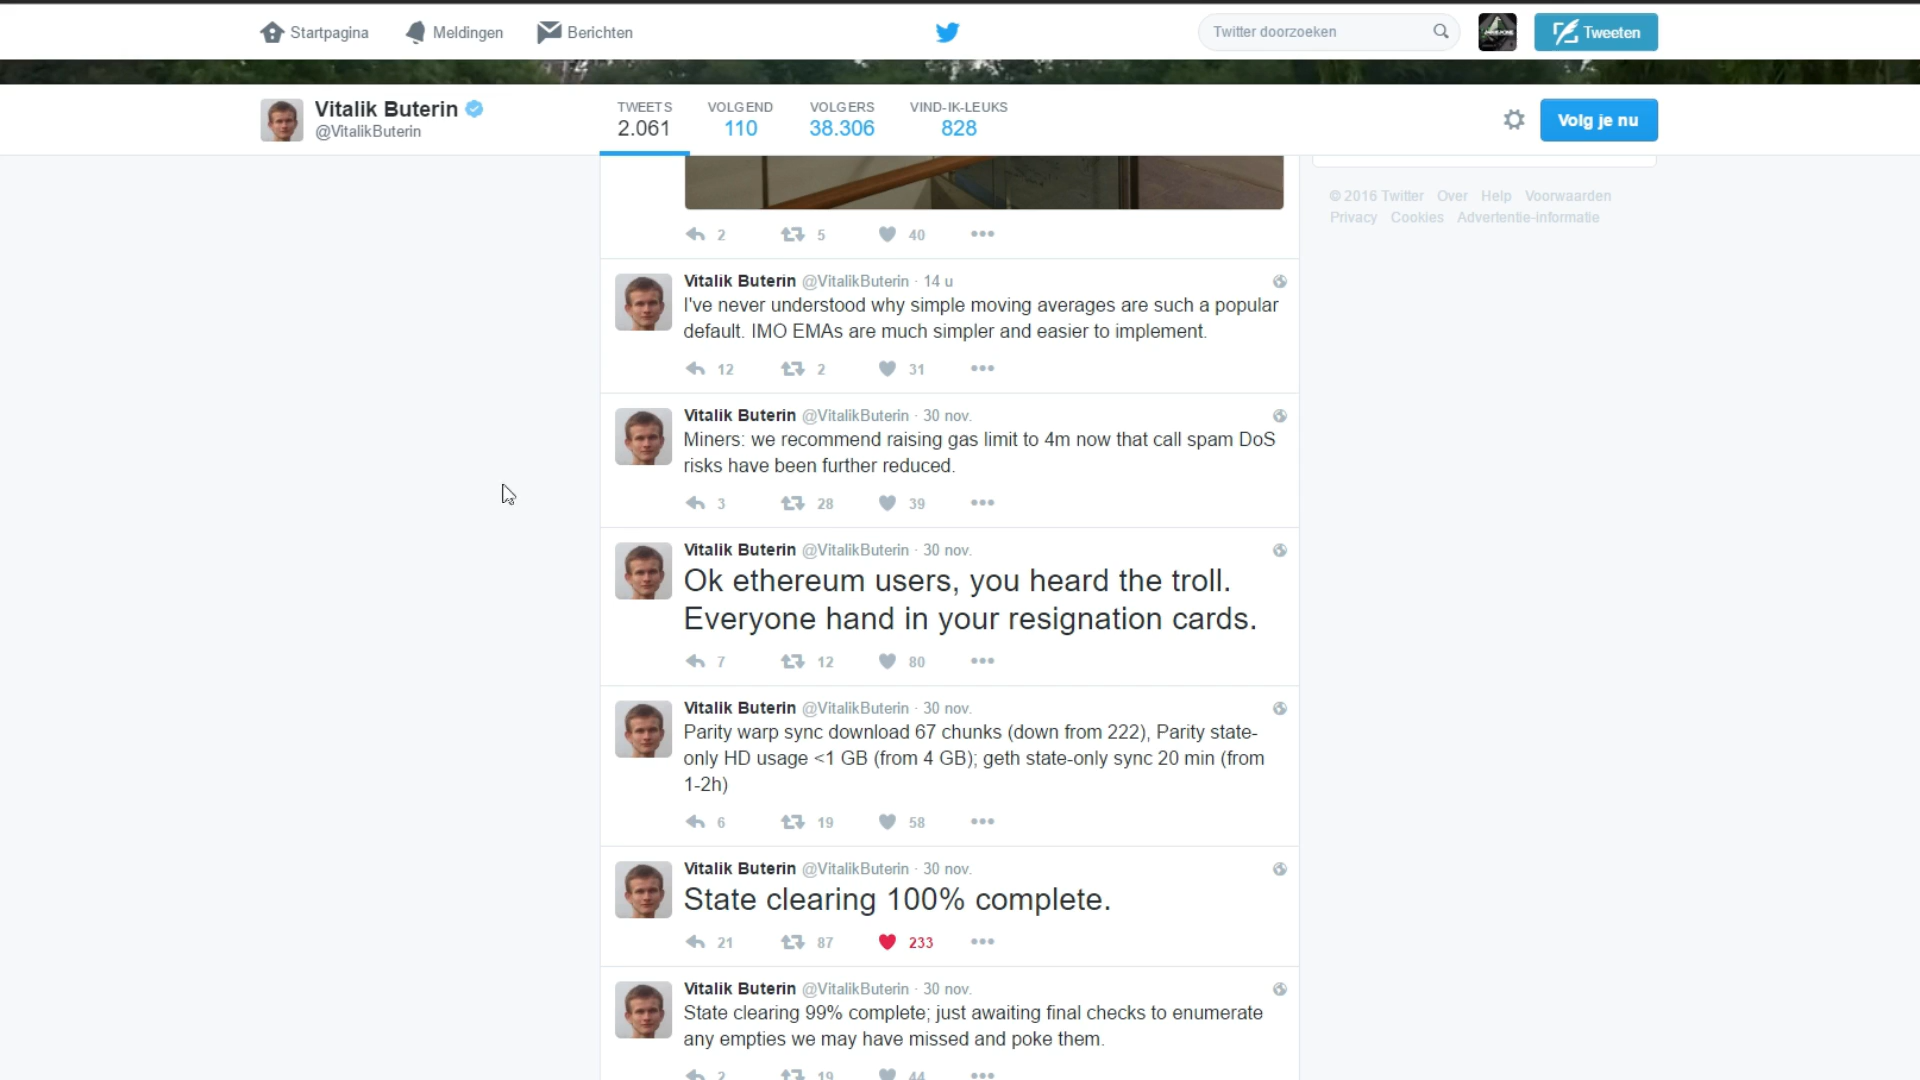 Startpagina Meldingen Berichten Twitter doorzoeken Tweeten
Vitalik Buterin
@VitalikButerin
TWEETS VOLGEND VOLGERS VIND-IK-LEUKS
2.061 110 38.306 828
Volg je nu
© 2016 Twitter Over Help Voorwaarden
Privacy Cookies Advertentie-informatie
2 5 40
Vitalik Buterin @VitalikButerin · 14 u
I've never understood why simple moving averages are such a popular
default. IMO EMAs are much simpler and easier to implement.
12 2 31
Vitalik Buterin @VitalikButerin · 30 nov.
Miners: we recommend raising gas limit to 4m now that call spam DoS
risks have been further reduced.
3 28 39
Vitalik Buterin @VitalikButerin · 30 nov.
Ok ethereum users, you heard the troll.
Everyone hand in your resignation cards.
7 12 80
Vitalik Buterin @VitalikButerin · 30 nov.
Parity warp sync download 67 chunks (down from 222), Parity state-
only HD usage <1 GB (from 4 GB); geth state-only sync 20 min (from
1-2h)
6 19 58
Vitalik Buterin @VitalikButerin · 30 nov.
State clearing 100% complete.
21 87 233
Vitalik Buterin @VitalikButerin · 30 nov.
State clearing 99% complete; just awaiting final checks to enumerate
any empties we may have missed and poke them.
2 19 44